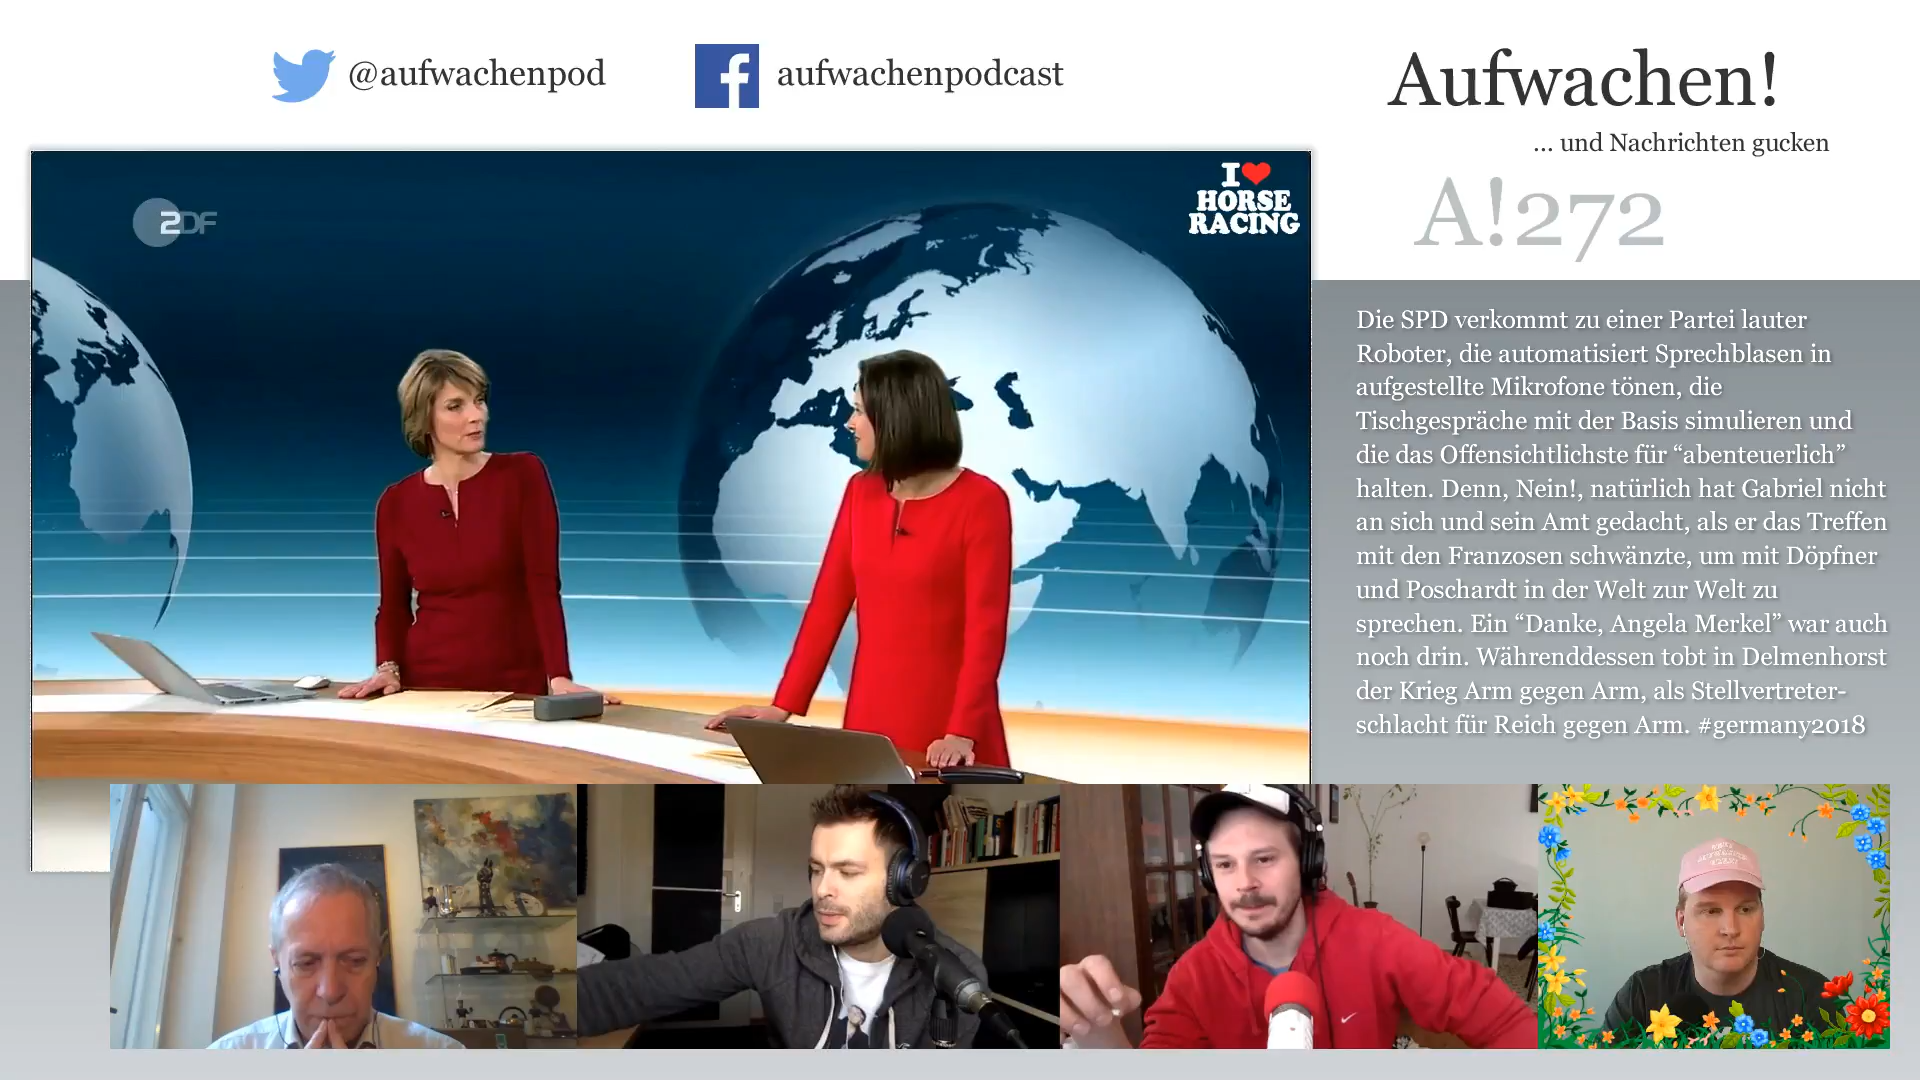 @aufwachenpod
aufwachenpodcast
Aufwachen!
... und Nachrichten gucken
A!272
ZDF
I
HORSE
RACING
Die SPD verkommt zu einer Partei lauter
Roboter, die automatisiert Sprechblasen in
aufgestellte Mikrofone tönen, die
Tischgespräche mit der Basis simulieren und
die das Offensichtlichste für “abenteuerlich”
halten. Denn, Nein!, natürlich hat Gabriel nicht
an sich und sein Amt gedacht, als er das Treffen
mit den Franzosen schwänzte, um mit Döpfner
und Poschardt in der Welt zur Welt zu
sprechen. Ein “Danke, Angela Merkel” war auch
noch drin. Währenddessen tobt in Delmenhorst
der Krieg Arm gegen Arm, als Stellvertreter-
schlacht für Reich gegen Arm. #germany2018